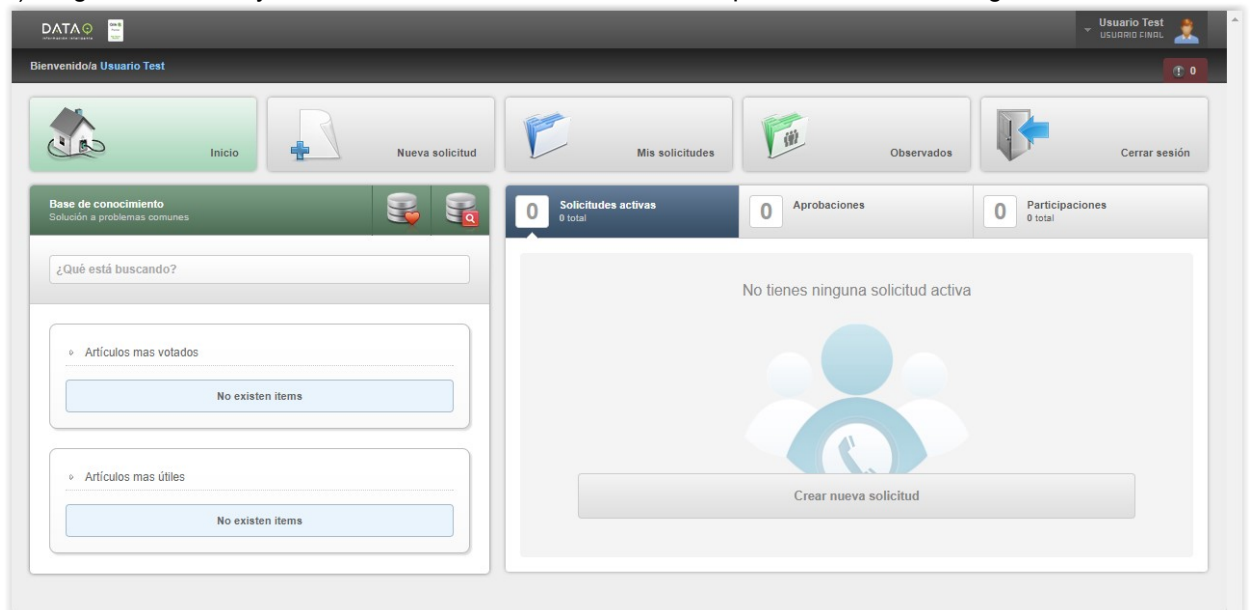 DATAQ
Usuario Test
USUARIO FINAL
Bienvenido/a Usuario Test
0
Inicio
Nueva solicitud
Mis solicitudes
Observados
Cerrar sesión
Base de conocimiento
Solución a problemas comunes
0
Solicitudes activas
0 total
0
Aprobaciones
0
Participaciones
0 total
¿Qué está buscando?
No tienes ninguna solicitud activa
Artículos mas votados
No existen items
Artículos mas útiles
No existen items
Crear nueva solicitud